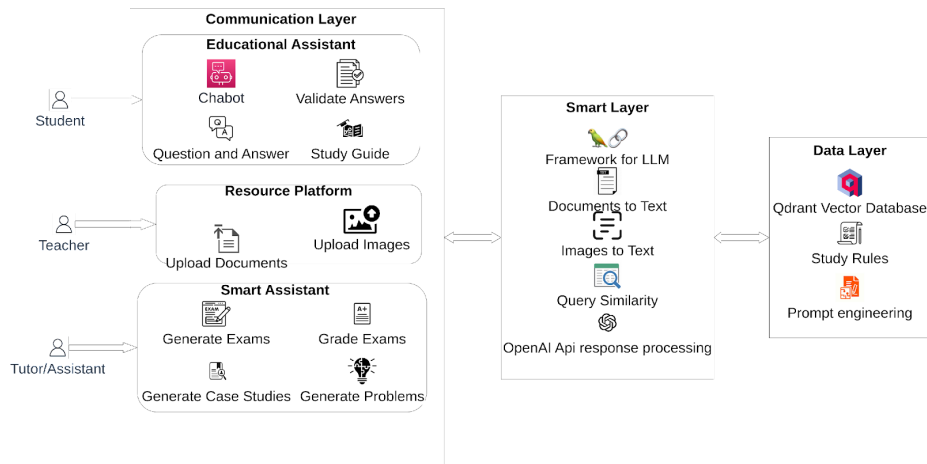 Communication Layer
Educational Assistant
Chabot
Validate Answers
Student
Question and Answer
Study Guide
Resource Platform
Teacher
Upload Documents
Upload Images
Smart Assistant
EXAM
A+
Generate Exams
Grade Exams
Tutor/Assistant
Generate Case Studies
Generate Problems
Smart Layer
Framework for LLM
TEXT
Documents to Text
Images to Text
Query Similarity
OpenAI Api response processing
Data Layer
Qdrant Vector Database
Study Rules
Prompt engineering